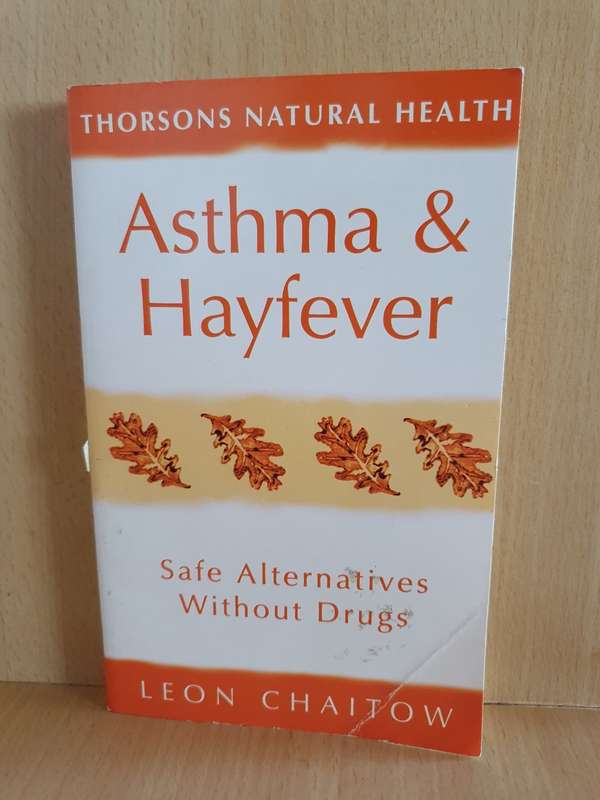 THORSONS NATURAL HEALTH
Asthma &
Hayfever
Safe Alternatives
Without Drugs
LEON CHAITOW